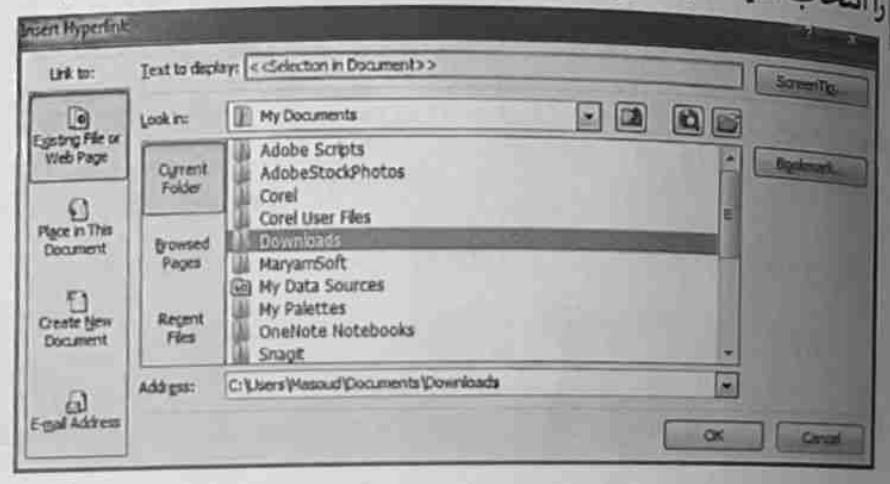 را انتخاب
Insert Hyperlink
Link to:
Text to display: <<Selection in Document>>
ScreenTip...
Existing File or
Web Page
Place in This
Document
Create New
Document
E-mail Address
Look in: My Documents
Bookmark...
Current
Folder
Browsed
Pages
Recent
Files
Adobe Scripts
AdobeStockPhotos
Corel
Corel User Files
Downloads
MaryamSoft
My Data Sources
My Palettes
OneNote Notebooks
Snagit
Address: C:\Users\Masoud\Documents\Downloads
OK
Cancel